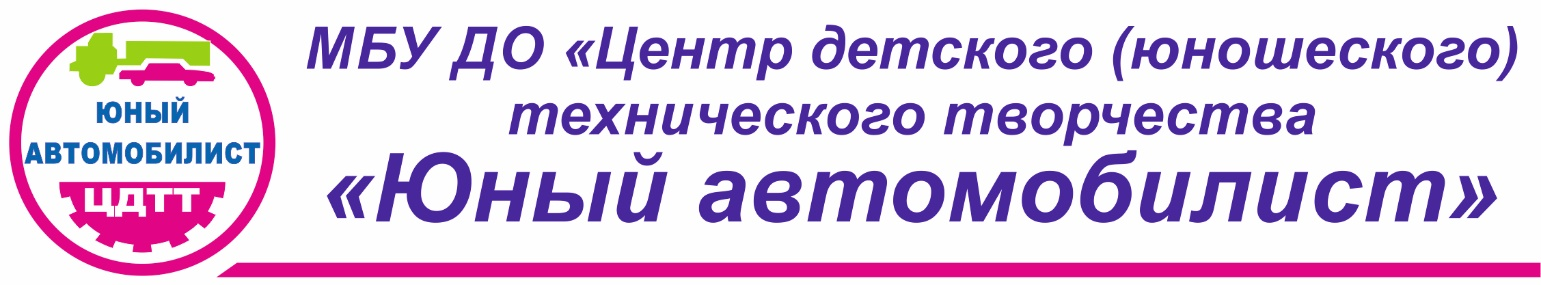 ЮНЫЙ
АВТОМОБИЛИСТ
ЦДТТ
МБУ ДО «Центр детского (юношеского)
технического творчества
«Юный автомобилист»